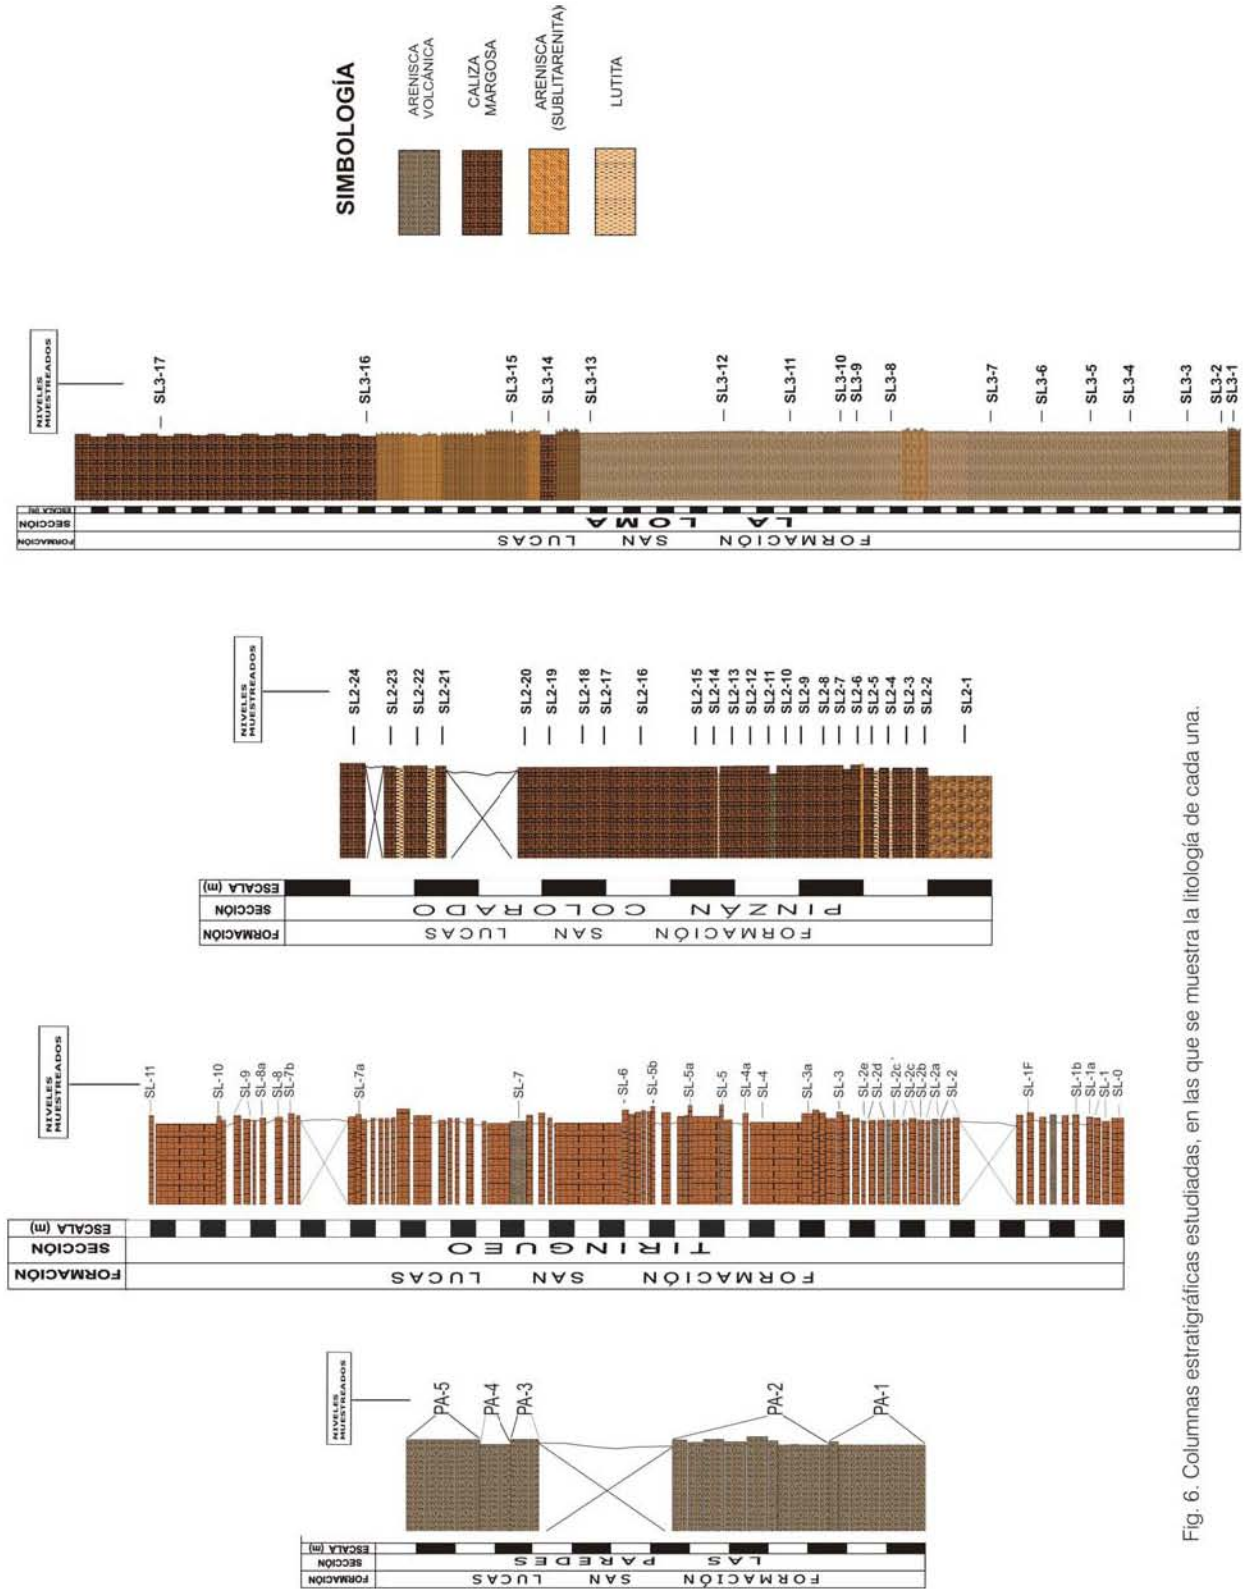 SIMBOLOGÍA
ARENISCA
VOLCÁNICA
CALIZA
MARGOSA
ARENISCA
(SUBLITARENITA)
LUTITA
NIVELES
MUESTREADOS
SL3-17
SL3-16
SL3-15
SL3-14
SL3-13
SL3-12
SL3-11
SL3-10
SL3-9
SL3-8
SL3-7
SL3-6
SL3-5
SL3-4
SL3-3
SL3-2
SL3-1
ESCALA (m)
SECCIÓN
LA LOMA
FORMACIÓN
FORMACIÓN SAN LUCAS
NIVELES
MUESTREADOS
SL2-24
SL2-23
SL2-22
SL2-21
SL2-20
SL2-19
SL2-18
SL2-17
SL2-16
SL2-15
SL2-14
SL2-13
SL2-12
SL2-11
SL2-10
SL2-9
SL2-8
SL2-7
SL2-6
SL2-5
SL2-4
SL2-3
SL2-2
SL2-1
ESCALA (m)
SECCIÓN
PINZÁN COLORADO
FORMACIÓN
FORMACIÓN SAN LUCAS
NIVELES
MUESTREADOS
SL-11
SL-10
SL-9
SL-8a
SL-8
SL-7b
SL-7a
SL-7
SL-6
SL-5b
SL-5a
SL-5
SL-4a
SL-4
SL-3a
SL-3
SL-2e
SL-2d
SL-2c'
SL-2c
SL-2b
SL-2a
SL-2
SL-1F
SL-1b
SL-1a
SL-1
SL-0
ESCALA (m)
SECCIÓN
TIRINGUEO
FORMACIÓN
FORMACIÓN SAN LUCAS
NIVELES
MUESTREADOS
PA-5
PA-4
PA-3
PA-2
PA-1
ESCALA (m)
SECCIÓN
LAS PAREDES
FORMACIÓN
FORMACIÓN SAN LUCAS
Fig. 6. Columnas estratigráficas estudiadas, en las que se muestra la litología de cada una.